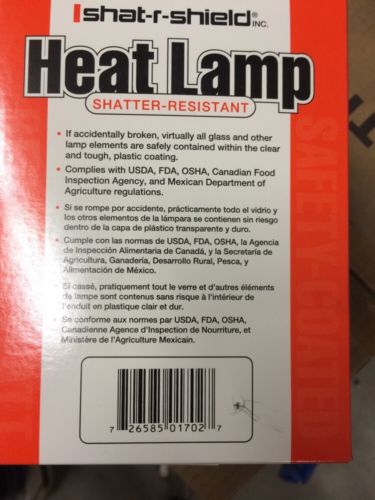 shat-r-shield®
INC.
Heat Lamp
SHATTER-RESISTANT
• If accidentally broken, virtually all glass and other
lamp elements are safely contained within the clear
and tough, plastic coating.
• Complies with USDA, FDA, OSHA, Canadian Food
Inspection Agency, and Mexican Department of
Agriculture regulations.
• Si se rompe por accidente, prácticamente todo el vidrio y
los otros elementos de la lámpara se contienen sin riesgo
dentro de la capa de plástico transparente y duro.
• Cumple con las normas de USDA, FDA, OSHA, la Agencia
de Inspección Alimentaria de Canadá, y la Secretaría de
Agricultura, Ganadería, Desarrollo Rural, Pesca, y
Alimentación de México.
• Si cassé, pratiquement tout le verre et d'autres éléments
de lampe sont contenus sans risque à l'intérieur de
l'enduit en plastique clair et dur.
• Se conforme aux normes par USDA, FDA, OSHA,
Canadienne Agence d'Inspection de Nourriture, et
Ministère de l'Agriculture Mexicain.
7 26585 01702 7